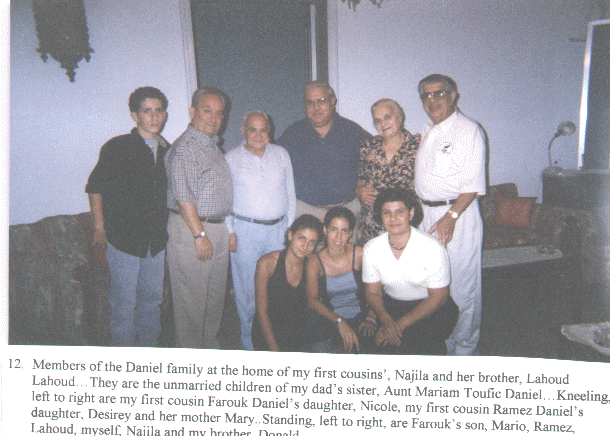 12. Members of the Daniel family at the home of my first cousins', Najila and her brother, Lahoud
Lahoud...They are the unmarried children of my dad's sister, Aunt Mariam Toufic Daniel...Kneeling,
left to right are my first cousin Farouk Daniel's daughter, Nicole, my first cousin Ramez Daniel's
daughter, Desirey and her mother Mary..Standing, left to right, are Farouk's son, Mario, Ramez,
Lahoud, myself, Najila and my brother, Donald